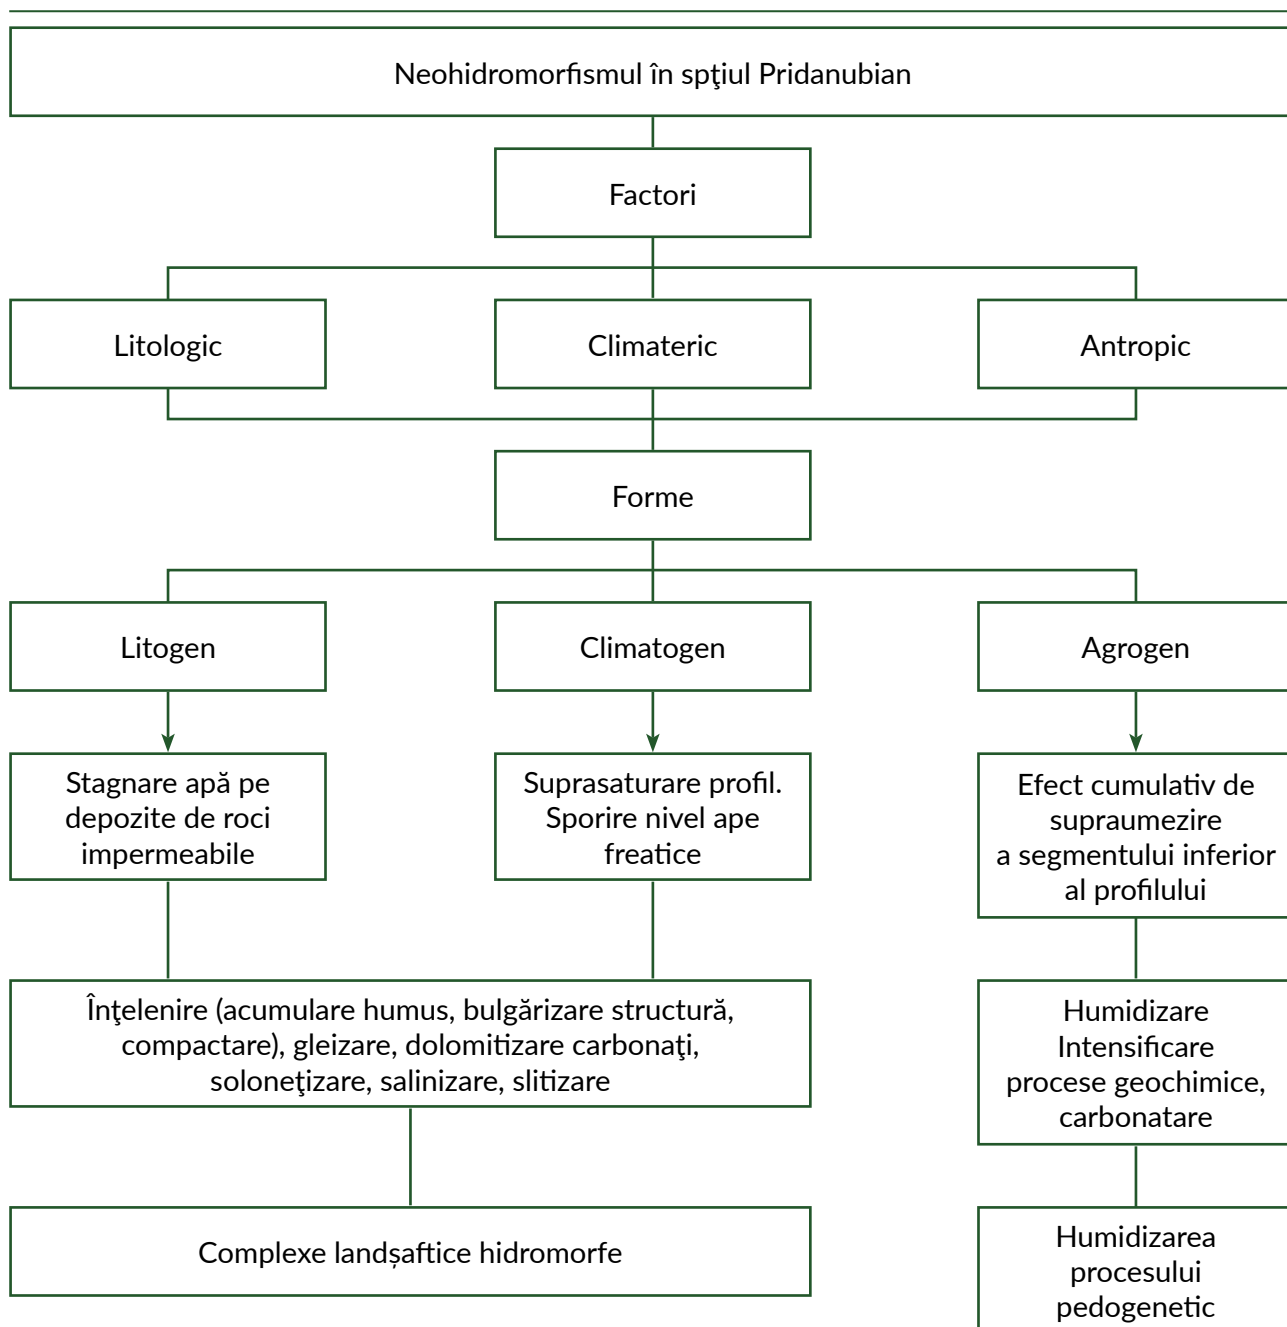 Neohidromorfismul în spţiul Pridanubian
Factori
Litologic
Climateric
Antropic
Forme
Litogen
Climatogen
Agrogen
Stagnare apă pe
depozite de roci
impermeabile
Suprasaturare profil.
Sporire nivel ape
freatice
Efect cumulativ de
supraumezire
a segmentului inferior
al profilului
Înţelenire (acumulare humus, bulgărizare structură,
compactare), gleizare, dolomitizare carbonaţi,
soloneţizare, salinizare, slitizare
Humidizare
Intensificare
procese geochimice,
carbonatare
Complexe landșaftice hidromorfe
Humidizarea
procesului
pedogenetic